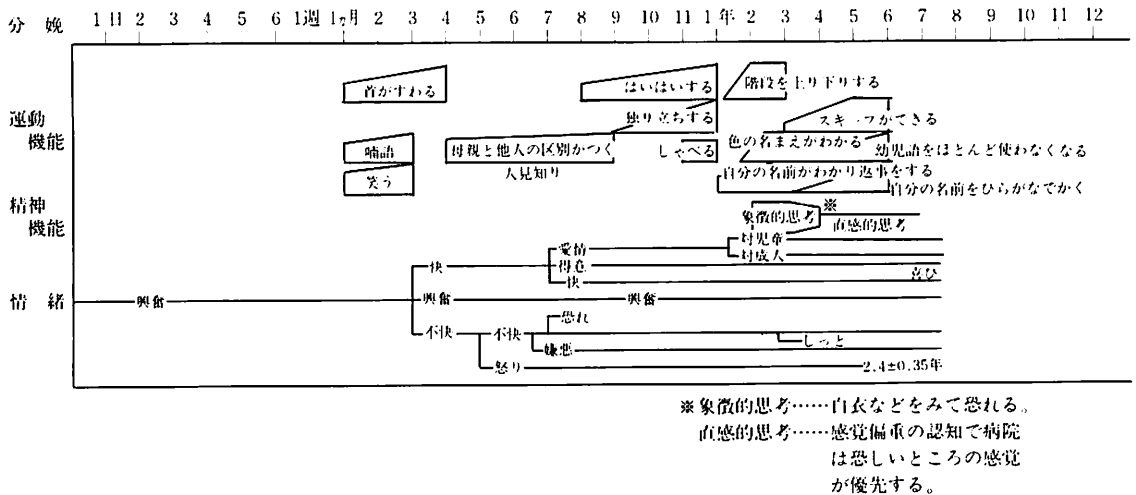 分娩 1日 2 3 4 5 6 1週 1ヵ月 2 3 4 5 6 7 8 9 10 11 1年 2 3 4 5 6 7 8 9 10 11 12
運動
機能
首がすわる
はいはいする
階段を上り下りする
独り立ちする
スキップができる
色の名まえがわかる
喃語
母親と他人の区別がつく
しゃべる
幼児語をほとんど使わなくなる
笑う
人見知り
自分の名前がわかり返事をする
自分の名前をひらがなでかく
精神
機能
象徴的思考
※
直感的思考
愛情
対児童
対成人
快
得意
快
喜び
情緒
興奮
興奮
興奮
恐れ
不快
不快
しっと
嫌悪
怒り
2.4±0.35年
※象徴的思考……白衣などをみて恐れる。
直感的思考……感覚偏重の認知で病院
は恐しいところの感覚
が優先する。